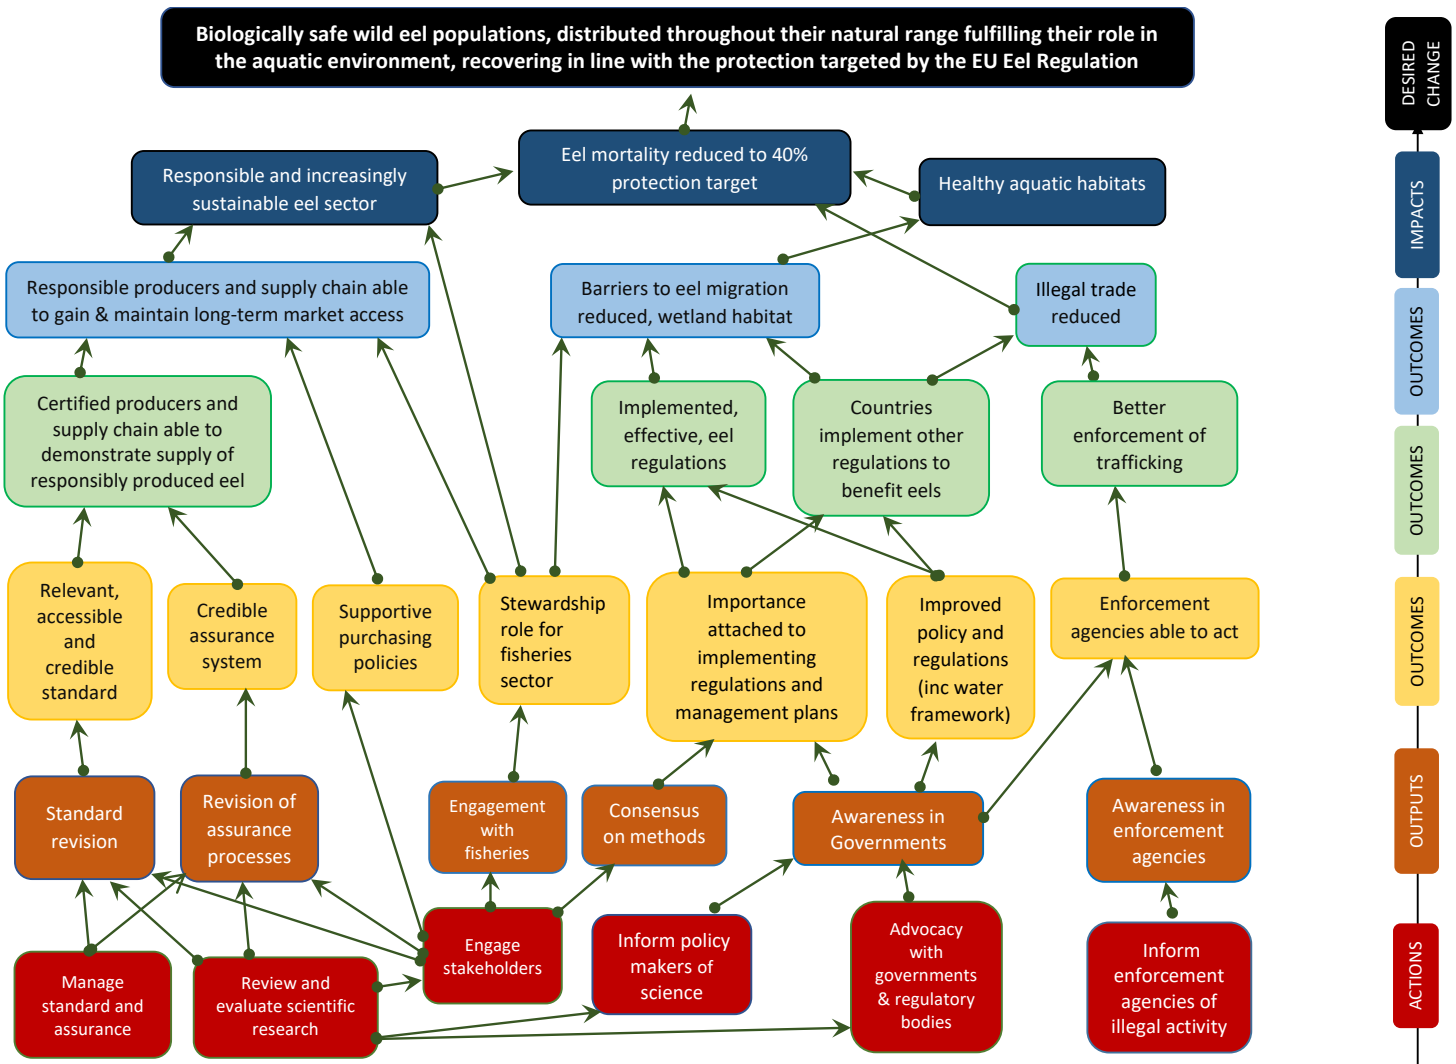 Biologically safe wild eel populations, distributed throughout their natural range fulfilling their role in
the aquatic environment, recovering in line with the protection targeted by the EU Eel Regulation
DESIRED
CHANGE
Eel mortality reduced to 40%
protection target
Responsible and increasingly
sustainable eel sector
Healthy aquatic habitats
IMPACTS
Responsible producers and supply chain able
to gain & maintain long-term market access
Barriers to eel migration
reduced, wetland habitat
Illegal trade
reduced
OUTCOMES
Certified producers and
supply chain able to
demonstrate supply of
responsibly produced eel
Implemented,
effective, eel
regulations
Countries
implement other
regulations to
benefit eels
Better
enforcement of
trafficking
OUTCOMES
Relevant,
accessible
and
credible
standard
Credible
assurance
system
Supportive
purchasing
policies
Stewardship
role for
fisheries
sector
Importance
attached to
implementing
regulations and
management plans
Improved
policy and
regulations
(inc water
framework)
Enforcement
agencies able to act
OUTCOMES
Standard
revision
Revision of
assurance
processes
Engagement
with
fisheries
Consensus
on methods
Awareness in
Governments
Awareness in
enforcement
agencies
OUTPUTS
Manage
standard and
assurance
Review and
evaluate scientific
research
Engage
stakeholders
Inform policy
makers of
science
Advocacy
with
governments
& regulatory
bodies
Inform
enforcement
agencies of
illegal activity
ACTIONS